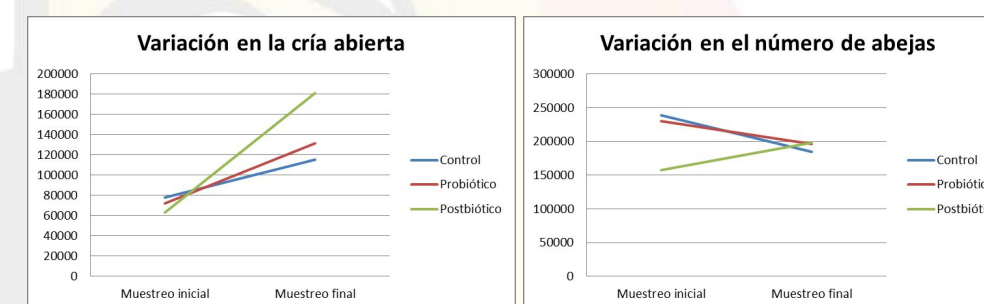 Variación en la cría abierta
200000
180000
160000
140000
120000
100000
80000
60000
40000
20000
0
Muestreo inicial
Muestreo final
Control
Probiótico
Postbiótico
Variación en el número de abejas
300000
250000
200000
150000
100000
50000
0
Muestreo inicial
Muestreo final
Control
Probiótic
Postbióti